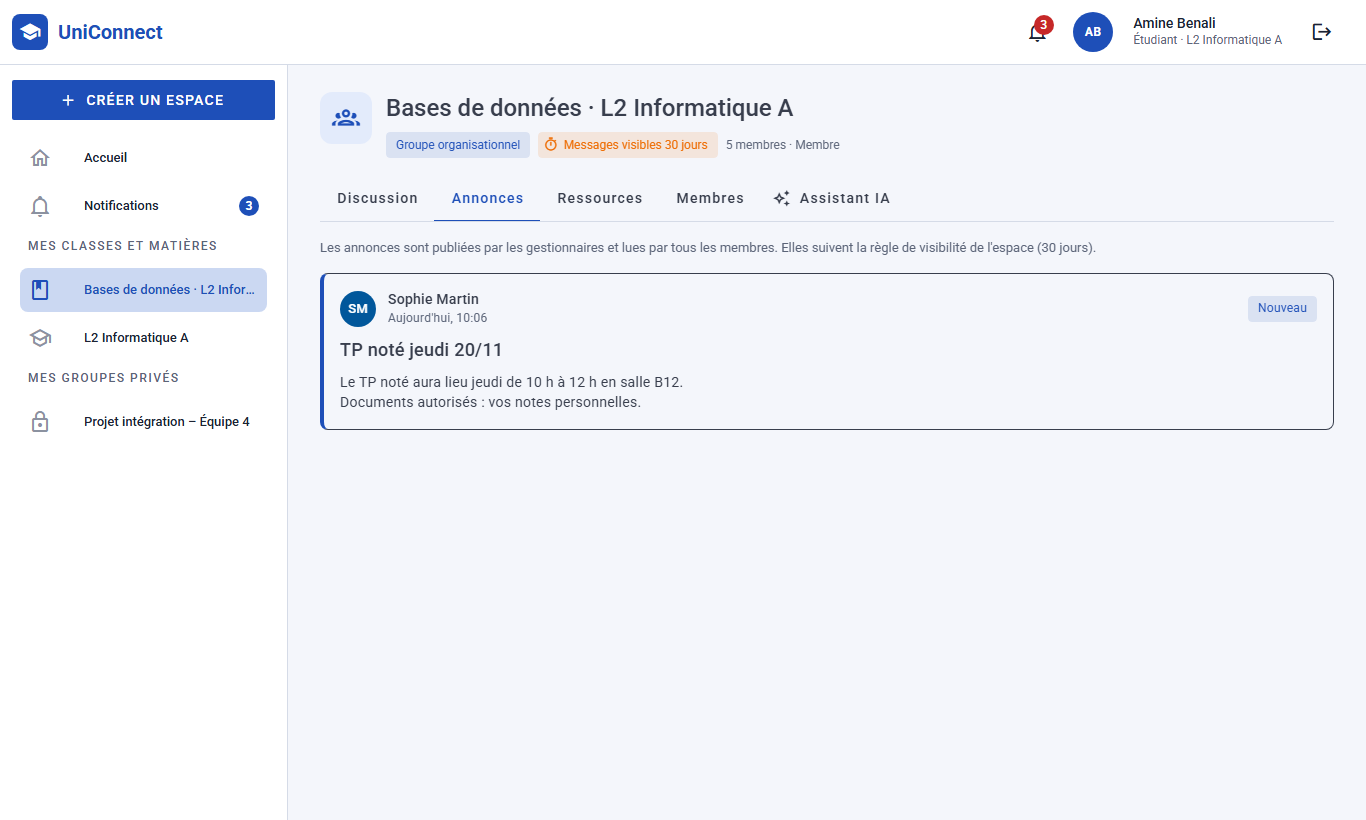 UniConnect
3
AB
Amine Benali
Étudiant · L2 Informatique A
CRÉER UN ESPACE
Accueil
Notifications
3
MES CLASSES ET MATIÈRES
Bases de données · L2 Infor...
L2 Informatique A
MES GROUPES PRIVÉS
Projet intégration – Équipe 4
Bases de données · L2 Informatique A
Groupe organisationnel
Messages visibles 30 jours
5 membres · Membre
Discussion
Annonces
Ressources
Membres
Assistant IA
Les annonces sont publiées par les gestionnaires et lues par tous les membres. Elles suivent la règle de visibilité de l'espace (30 jours).
SM
Sophie Martin
Aujourd'hui, 10:06
Nouveau
TP noté jeudi 20/11
Le TP noté aura lieu jeudi de 10 h à 12 h en salle B12.
Documents autorisés : vos notes personnelles.